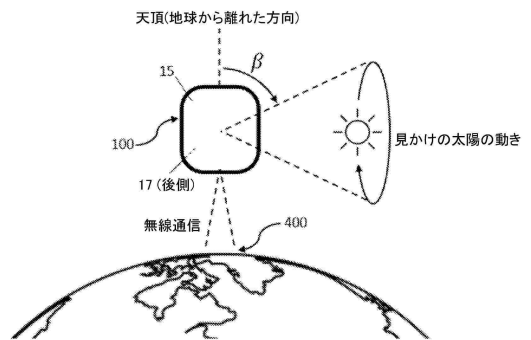 天頂(地球から離れた方向)
15
β
100
見かけの太陽の動き
17 (後側)
無線通信
400